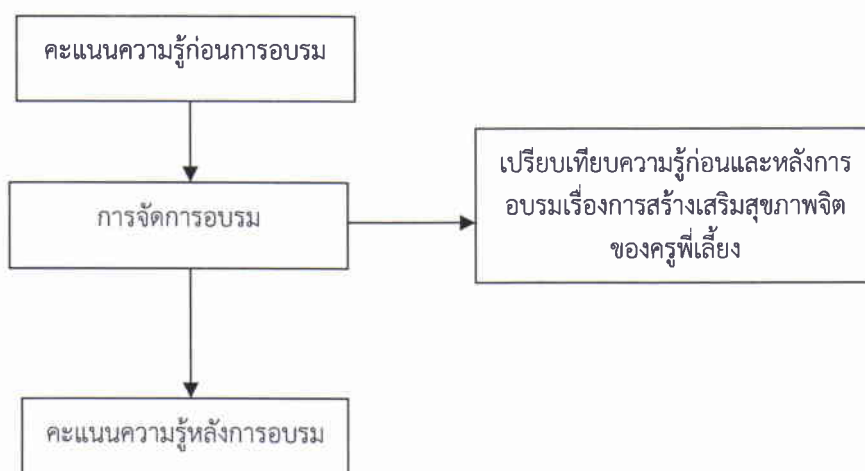 คะแนนความรู้ก่อนการอบรม
การจัดการอบรม
เปรียบเทียบความรู้ก่อนและหลังการ
อบรมเรื่องการสร้างเสริมสุขภาพจิต
ของครูพี่เลี้ยง
คะแนนความรู้หลังการอบรม